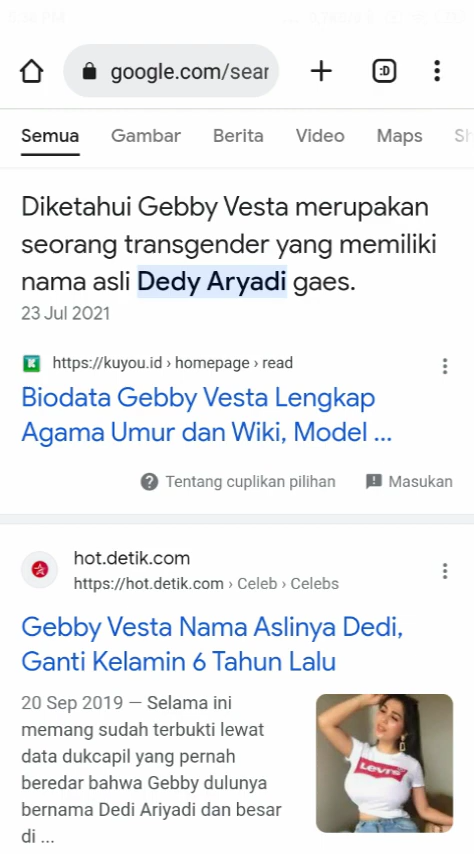 google.com/sear
:D
Semua Gambar Berita Video Maps Sh
Diketahui Gebby Vesta merupakan
seorang transgender yang memiliki
nama asli Dedy Aryadi gaes.
23 Jul 2021
https://kuyou.id › homepage › read
Biodata Gebby Vesta Lengkap
Agama Umur dan Wiki, Model ...
Tentang cuplikan pilihan Masukan
hot.detik.com
https://hot.detik.com › Celeb › Celebs
Gebby Vesta Nama Aslinya Dedi,
Ganti Kelamin 6 Tahun Lalu
20 Sep 2019 — Selama ini
memang sudah terbukti lewat
data dukcapil yang pernah
beredar bahwa Gebby dulunya
bernama Dedi Ariyadi dan besar
di ...
Levi's